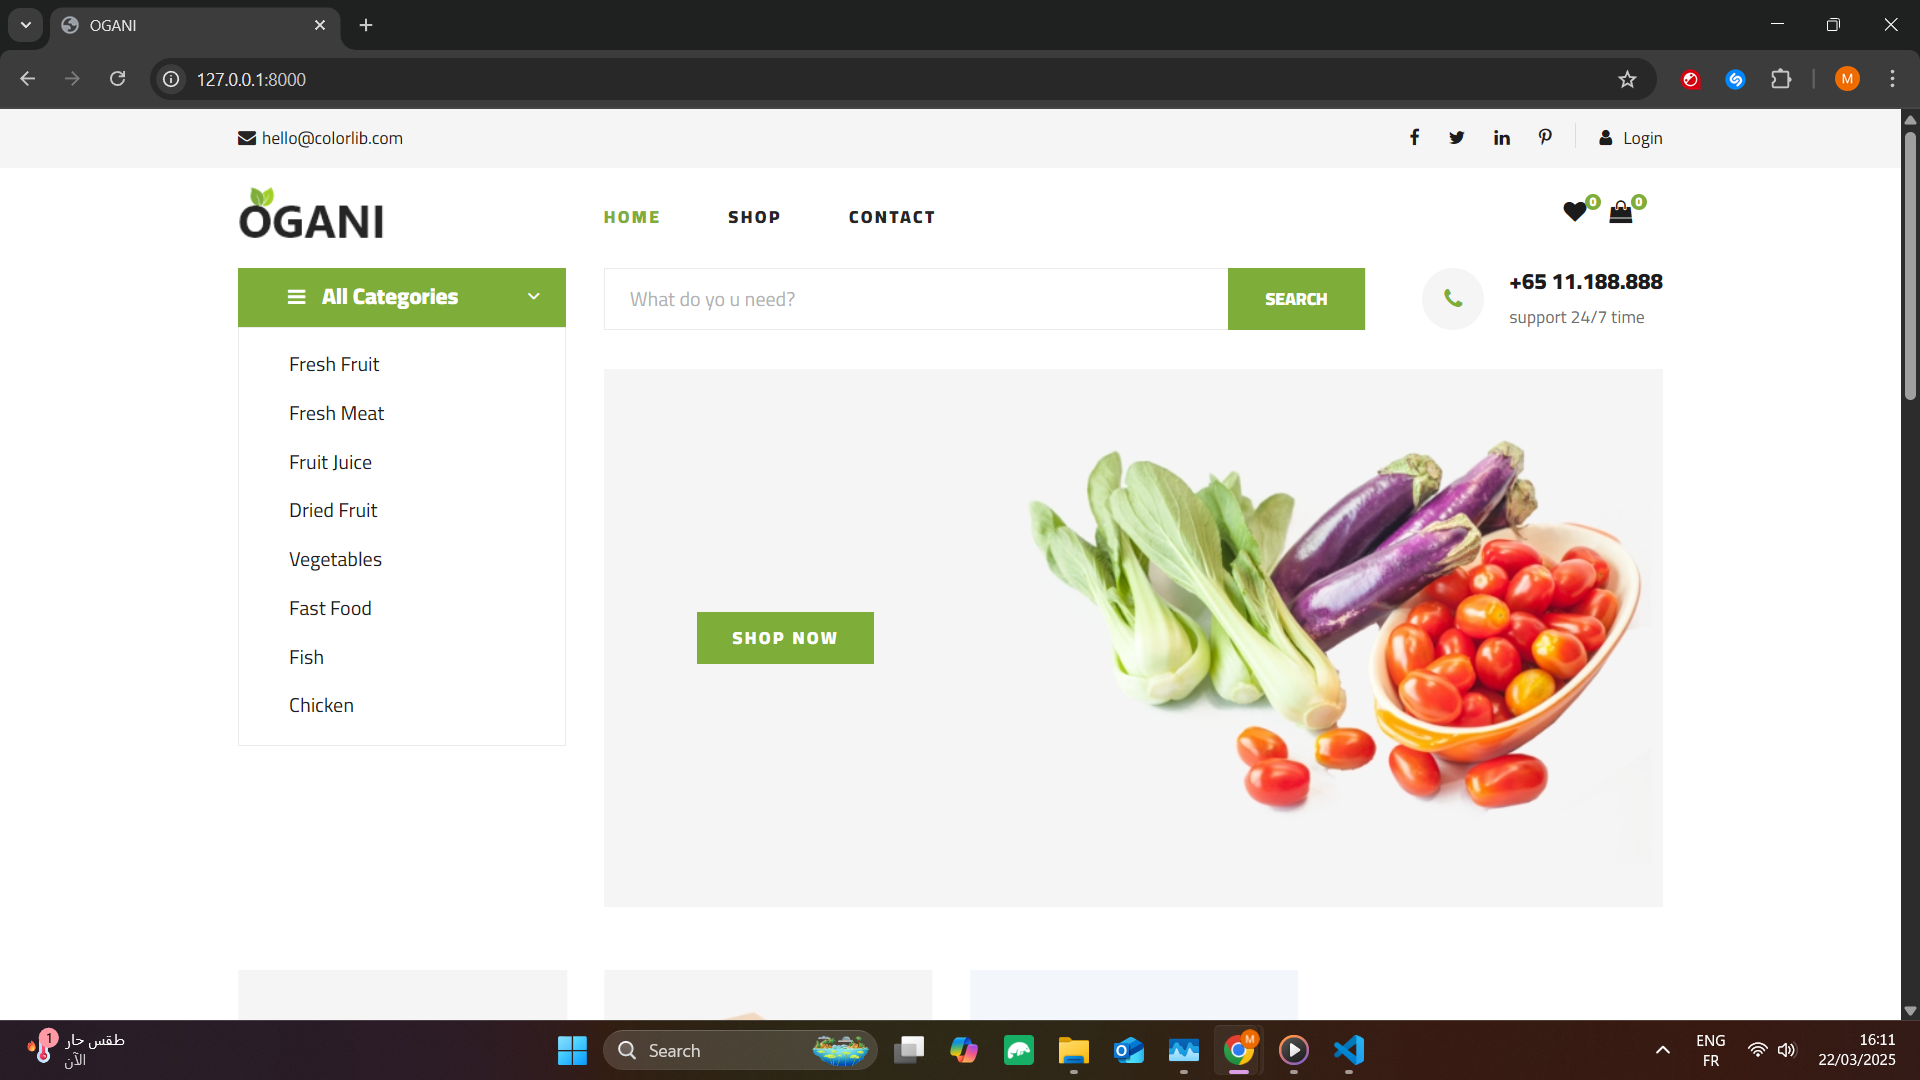 OGANI
127.0.0.1:8000
M
hello@colorlib.com
Login
OGANI
HOME
SHOP
CONTACT
0
0
All Categories
What do yo u need?
SEARCH
+65 11.188.888
support 24/7 time
Fresh Fruit
Fresh Meat
Fruit Juice
Dried Fruit
Vegetables
Fast Food
Fish
Chicken
SHOP NOW
1
طقس حار
الآن
Search
M
ENG
FR
16:11
22/03/2025